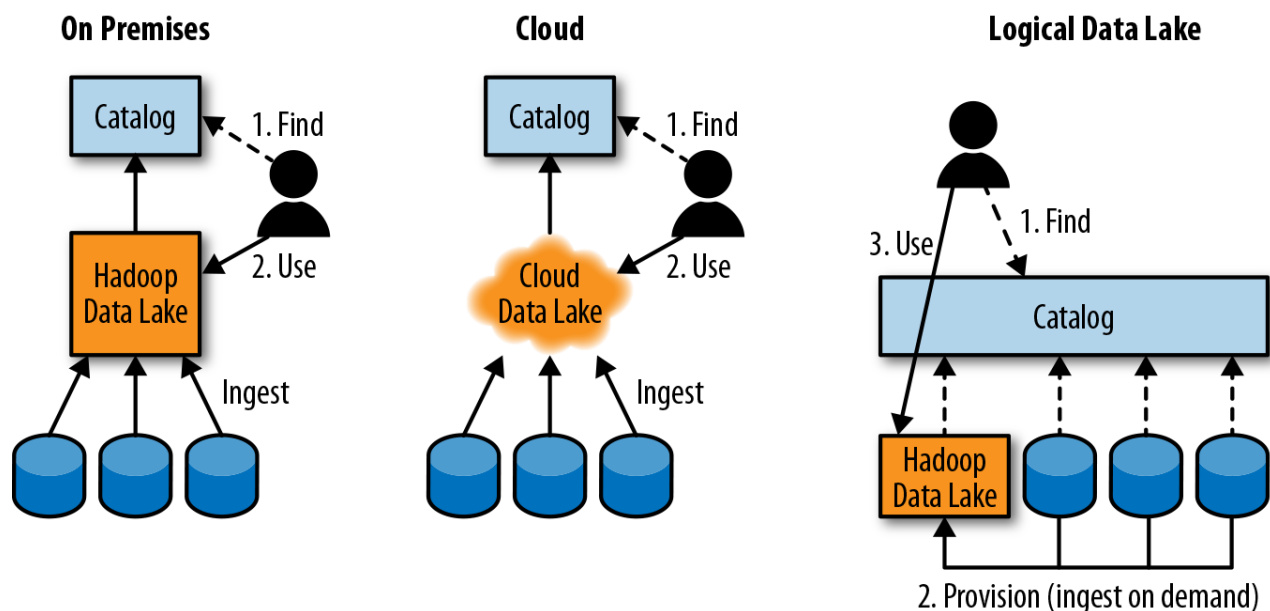 On Premises
Catalog
1. Find
Hadoop
Data Lake
2. Use
Ingest
Cloud
Catalog
1. Find
Cloud
Data Lake
2. Use
Ingest
Logical Data Lake
1. Find
3. Use
Catalog
Hadoop
Data Lake
2. Provision (ingest on demand)